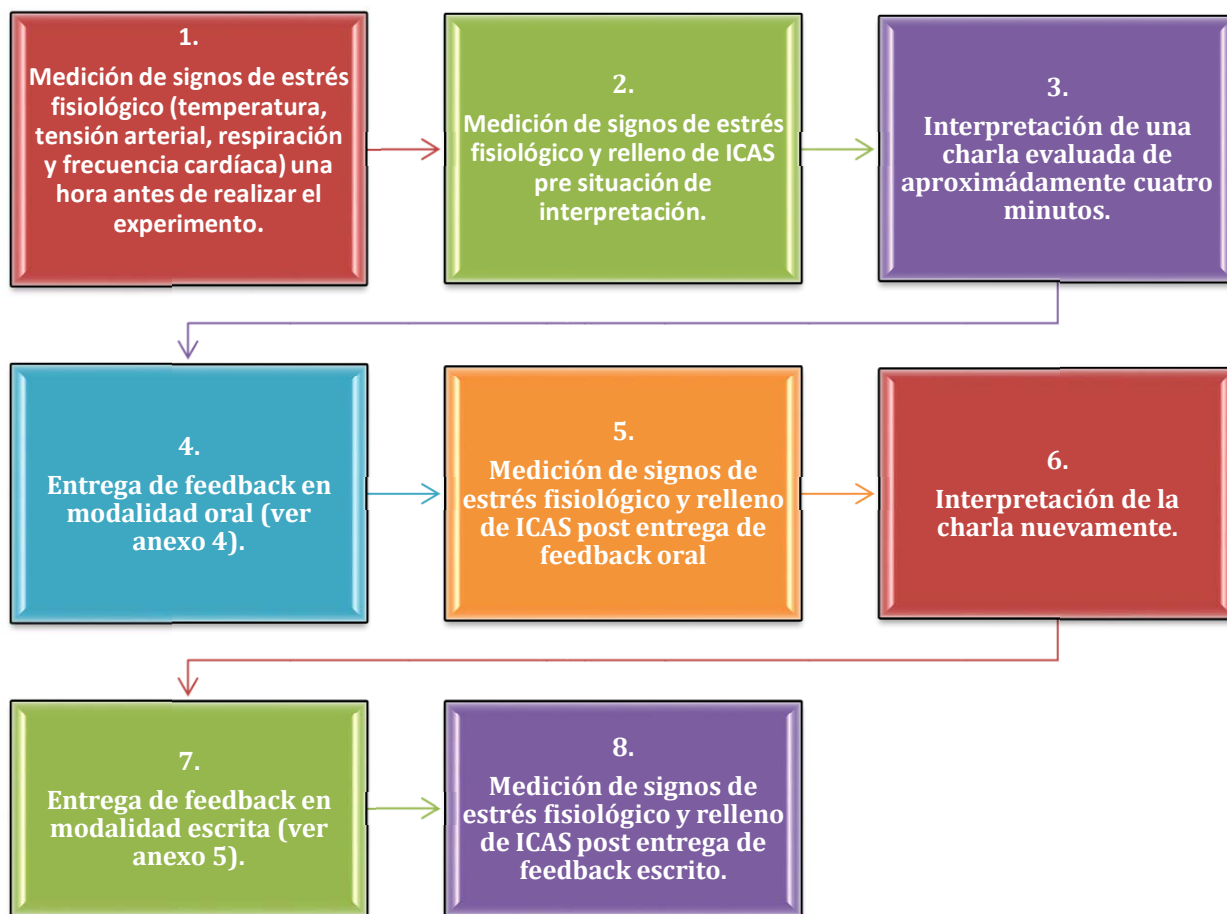 1.
Medición de signos de estrés
fisiológico (temperatura,
tensión arterial, respiración
y frecuencia cardíaca) una
hora antes de realizar el
experimento.
2.
Medición de signos de estrés
fisiológico y relleno de ICAS
pre situación de
interpretación.
3.
Interpretación de una
charla evaluada de
aproximádamente cuatro
minutos.
4.
Entrega de feedback en
modalidad oral (ver
anexo 4).
5.
Medición de signos de
estrés fisiológico y relleno
de ICAS post entrega de
feedback oral
6.
Interpretación de la
charla nuevamente.
7.
Entrega de feedback en
modalidad escrita (ver
anexo 5).
8.
Medición de signos de
estrés fisiológico y relleno
de ICAS post entrega de
feedback escrito.